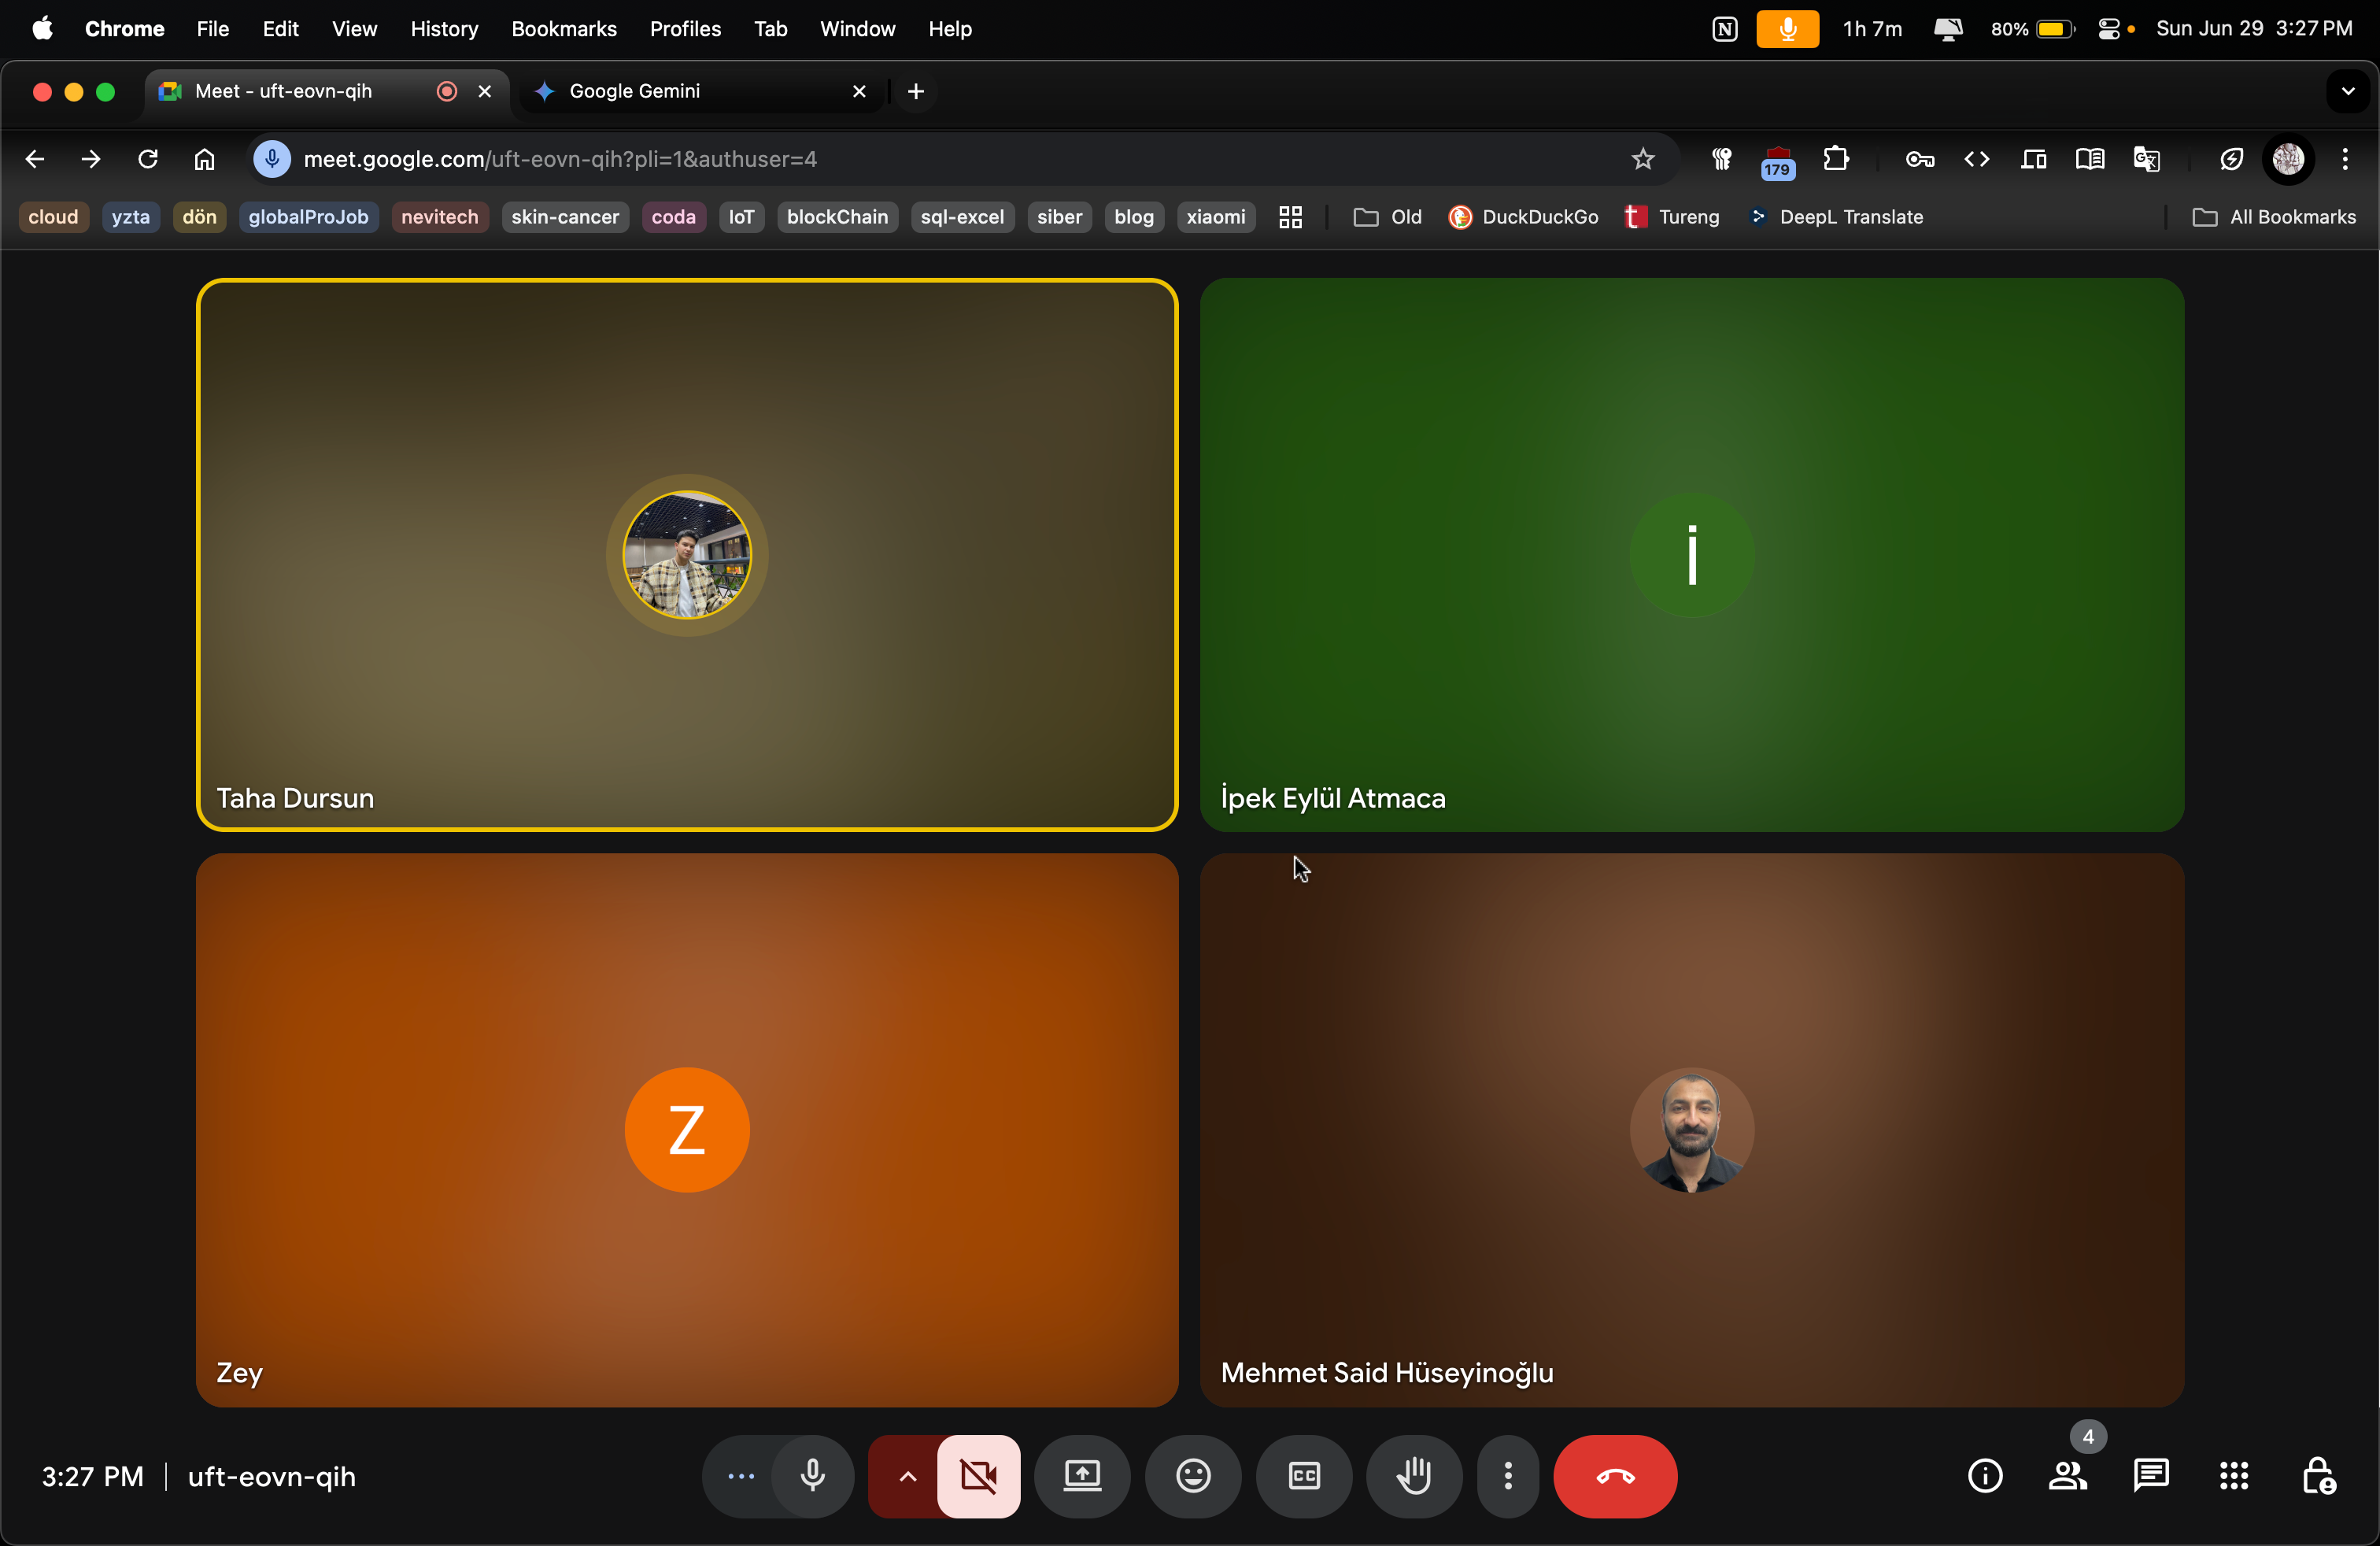 Chrome File Edit View History Bookmarks Profiles Tab Window Help N 1h 7m 80% Sun Jun 29 3:27 PM
Meet - uft-eovn-qih Google Gemini
meet.google.com/uft-eovn-qih?pli=1&authuser=4 179
cloud yzta dön globalProJob nevitech skin-cancer coda IoT blockChain sql-excel siber blog xiaomi Old DuckDuckGo t Tureng DeepL Translate All Bookmarks
i
Taha Dursun
İpek Eylül Atmaca
Z
Zey
Mehmet Said Hüseyinoğlu
3:27 PM | uft-eovn-qih CC 4